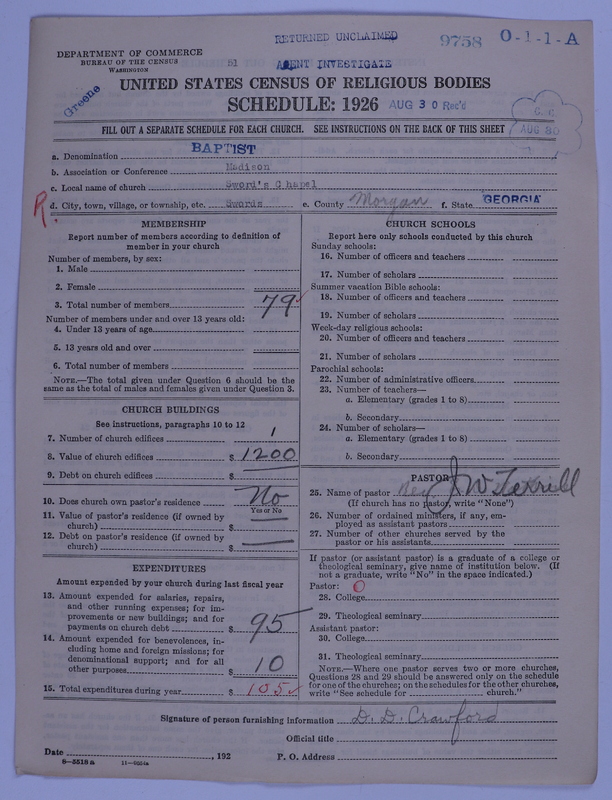 RETURNED UNCLAIMED
9758 O-1-1-A
DEPARTMENT OF COMMERCE
BUREAU OF THE CENSUS
WASHINGTON
51 AGENT INVESTIGATE
Greene
UNITED STATES CENSUS OF RELIGIOUS BODIES
SCHEDULE: 1926 AUG 30 Rec'd
FILL OUT A SEPARATE SCHEDULE FOR EACH CHURCH. SEE INSTRUCTIONS ON THE BACK OF THIS SHEET
AUG 30
a. Denomination BAPTIST
b. Association or Conference Madison
c. Local name of church Sword's Chapel
R d. City, town, village, or township, etc. Swords e. County Morgan f. State GEORGIA
MEMBERSHIP
Report number of members according to definition of
member in your church
Number of members, by sex:
1. Male
2. Female
3. Total number of members 79
Number of members under and over 13 years old:
4. Under 13 years of age
5. 13 years old and over
6. Total number of members
NOTE.—The total given under Question 6 should be the
same as the total of males and females given under Question 3.
CHURCH BUILDINGS
See instructions, paragraphs 10 to 12
7. Number of church edifices 1
8. Value of church edifices $ 1200
9. Debt on church edifices $
10. Does church own pastor's residence No
Yes or No
11. Value of pastor's residence (if owned by
church) $
12. Debt on pastor's residence (if owned by
church) $
EXPENDITURES
Amount expended by your church during last fiscal year
13. Amount expended for salaries, repairs,
and other running expenses; for im-
provements or new buildings; and for
payments on church debt $ 95
14. Amount expended for benevolences, in-
cluding home and foreign missions; for
denominational support; and for all
other purposes $ 10
15. Total expenditures during year $ 105
CHURCH SCHOOLS
Report here only schools conducted by this church
Sunday schools:
16. Number of officers and teachers
17. Number of scholars
Summer vacation Bible schools:
18. Number of officers and teachers
19. Number of scholars
Week-day religious schools:
20. Number of officers and teachers
21. Number of scholars
Parochial schools:
22. Number of administrative officers
23. Number of teachers—
a. Elementary (grades 1 to 8)
b. Secondary
24. Number of scholars—
a. Elementary (grades 1 to 8)
b. Secondary
PASTOR
25. Name of pastor Rev J W Terrill
(If church has no pastor, write "None")
26. Number of ordained ministers, if any, em-
ployed as assistant pastors
27. Number of other churches served by the
pastor or his assistants
If pastor (or assistant pastor) is a graduate of a college or
theological seminary, give name of institution below. (If
not a graduate, write "No" in the space indicated.)
Pastor: 0
28. College
29. Theological seminary
Assistant pastor:
30. College
31. Theological seminary
NOTE.—Where one pastor serves two or more churches,
Questions 28 and 29 should be answered only on the schedule
for one of the churches; on the schedules for the other churches,
write "See schedule for church."
Signature of person furnishing information D. D. Crawford
Official title
Date , 192 P. O. Address
8—5518a